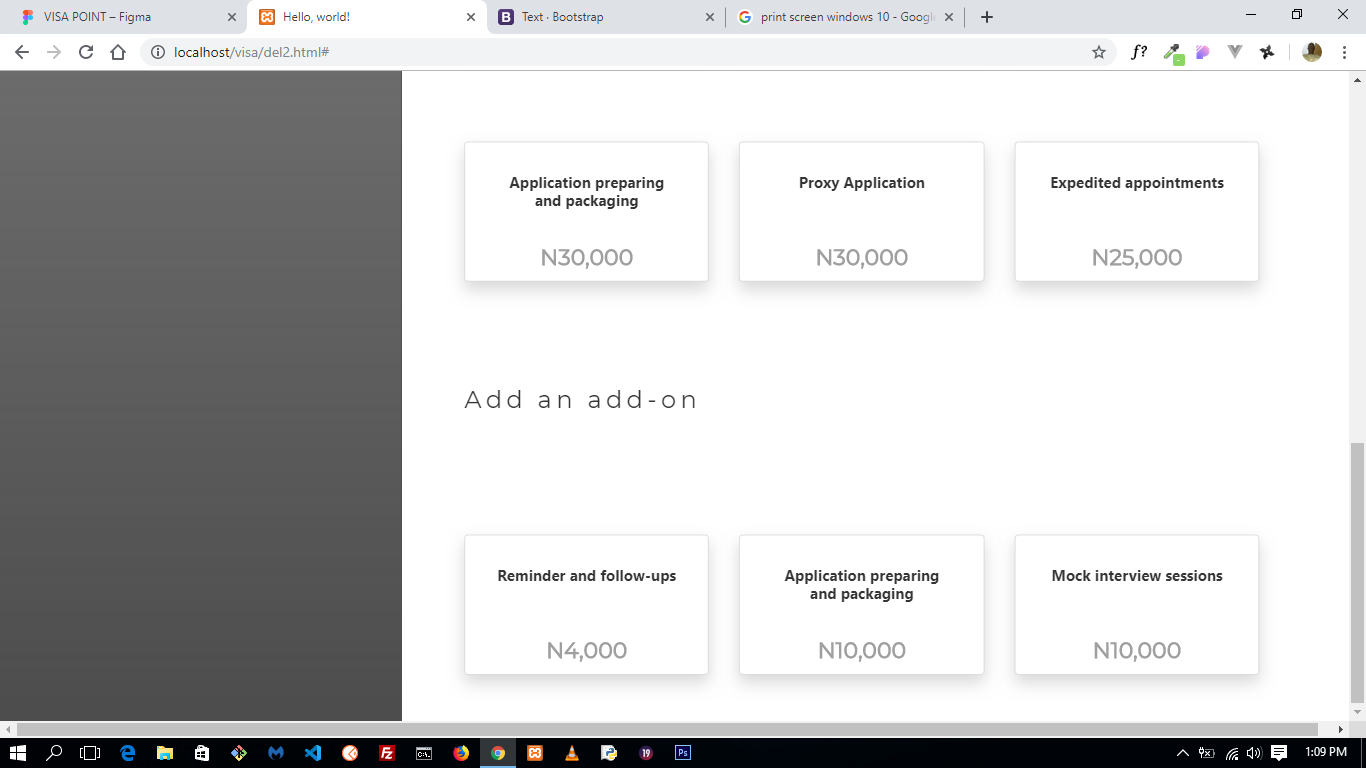 VISA POINT – Figma
Hello, world!
Text · Bootstrap
print screen windows 10 - Googl
localhost/visa/del2.html#
f?
Application preparing
and packaging
Proxy Application
Expedited appointments
N30,000
N30,000
N25,000
Add an add-on
Reminder and follow-ups
Application preparing
and packaging
Mock interview sessions
N4,000
N10,000
N10,000
1:09 PM